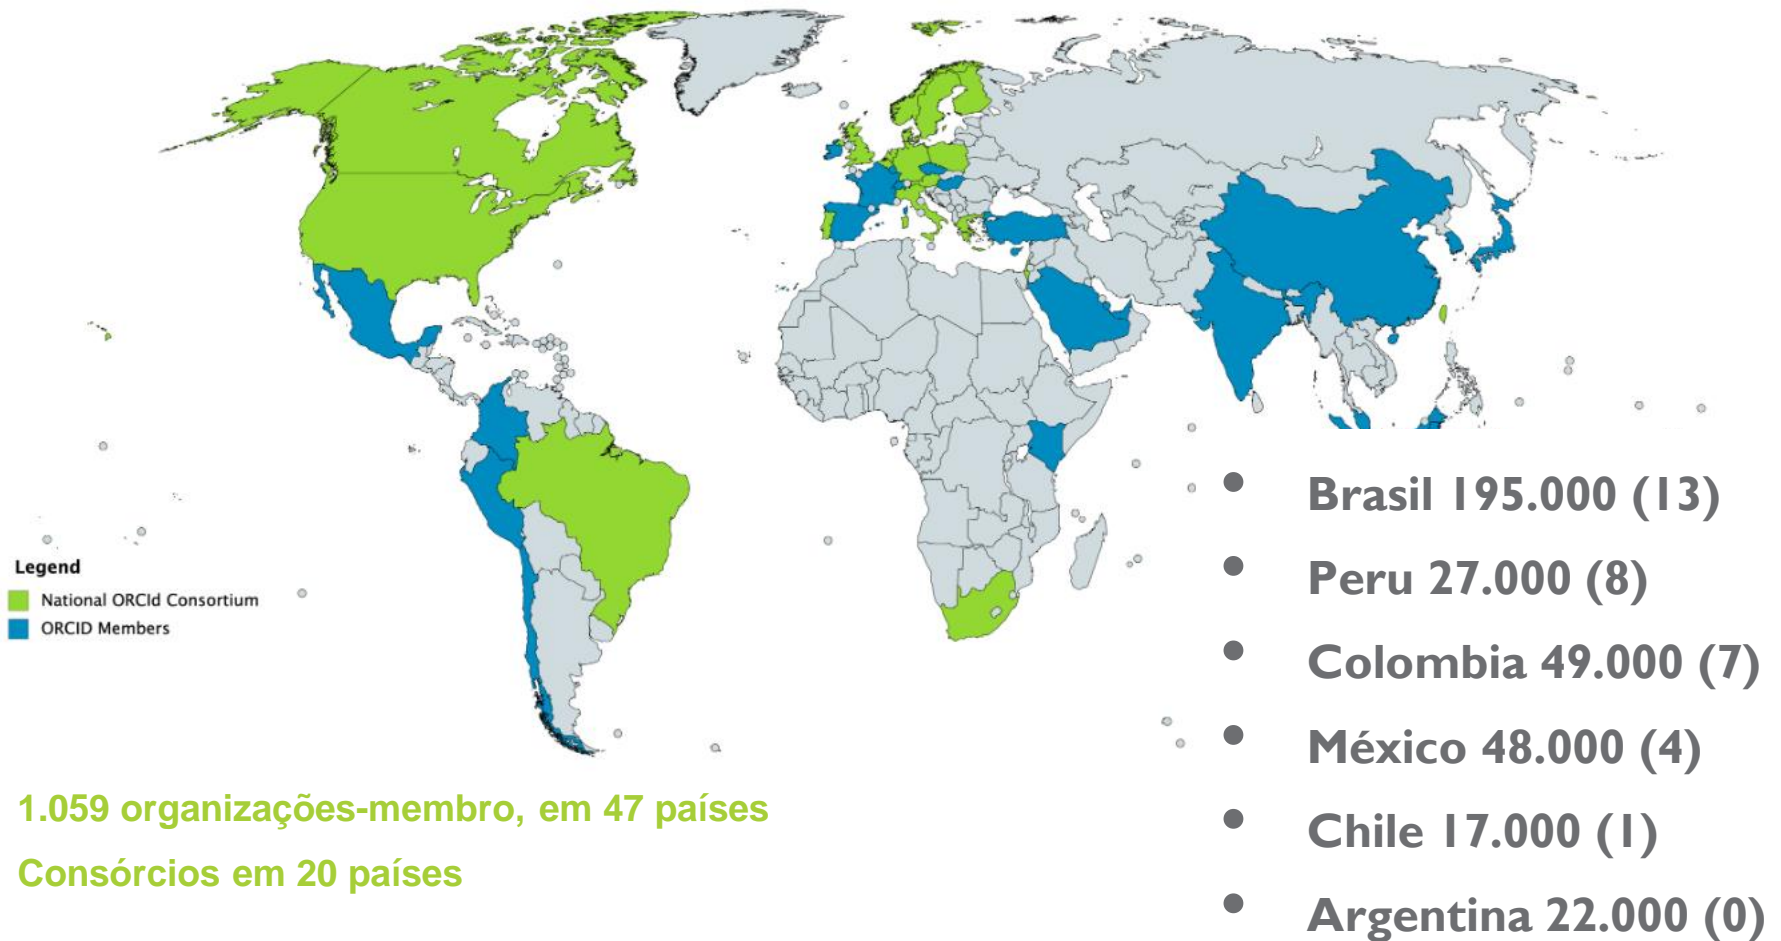 Legend
National ORCId Consortium
ORCID Members
1.059 organizações-membro, em 47 países
Consórcios em 20 países
• Brasil 195.000 (13)
• Peru 27.000 (8)
• Colombia 49.000 (7)
• México 48.000 (4)
• Chile 17.000 (1)
• Argentina 22.000 (0)